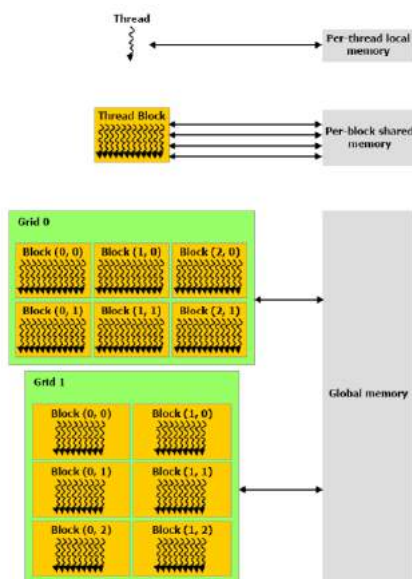 Thread
Per-thread local
memory
Thread Block
Per-block shared
memory
Grid 0
Block (0, 0) Block (1, 0) Block (2, 0)
Block (0, 1) Block (1, 1) Block (2, 1)
Grid 1
Global memory
Block (0, 0) Block (1, 0)
Block (0, 1) Block (1, 1)
Block (0, 2) Block (1, 2)